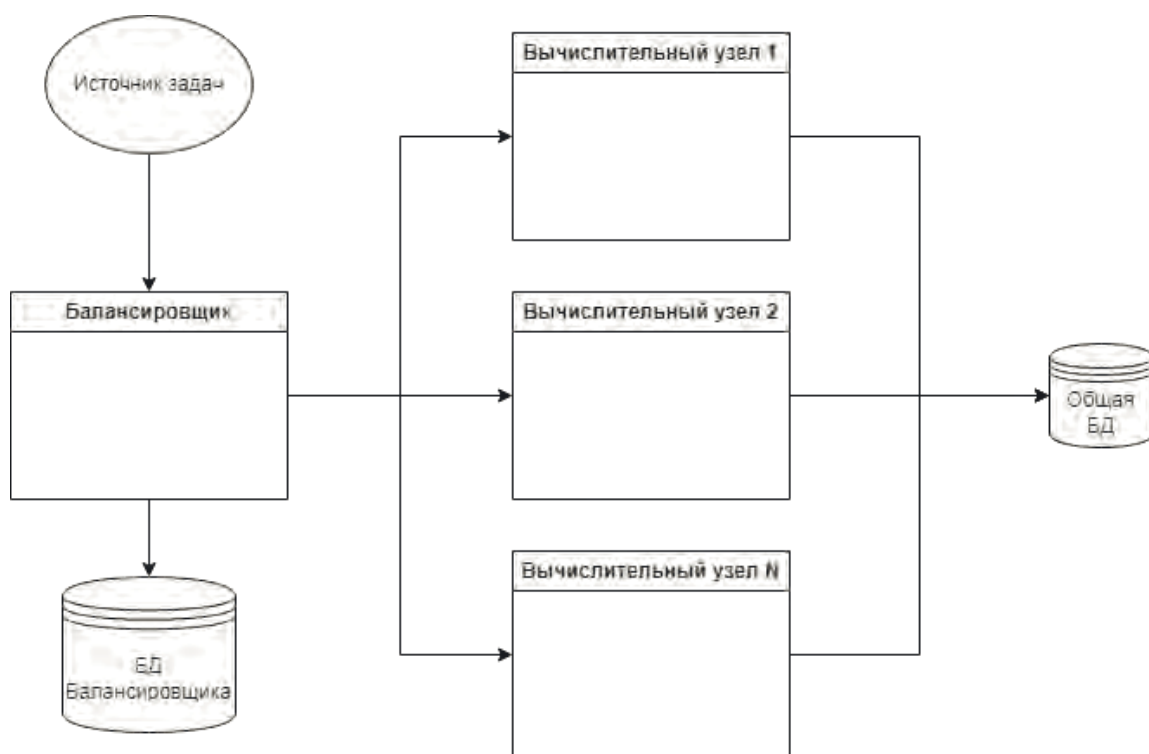 Источник задач
Вычислительный узел 1
Балансировщик
Вычислительный узел 2
Общая
БД
Вычислительный узел N
БД
Балансировщика